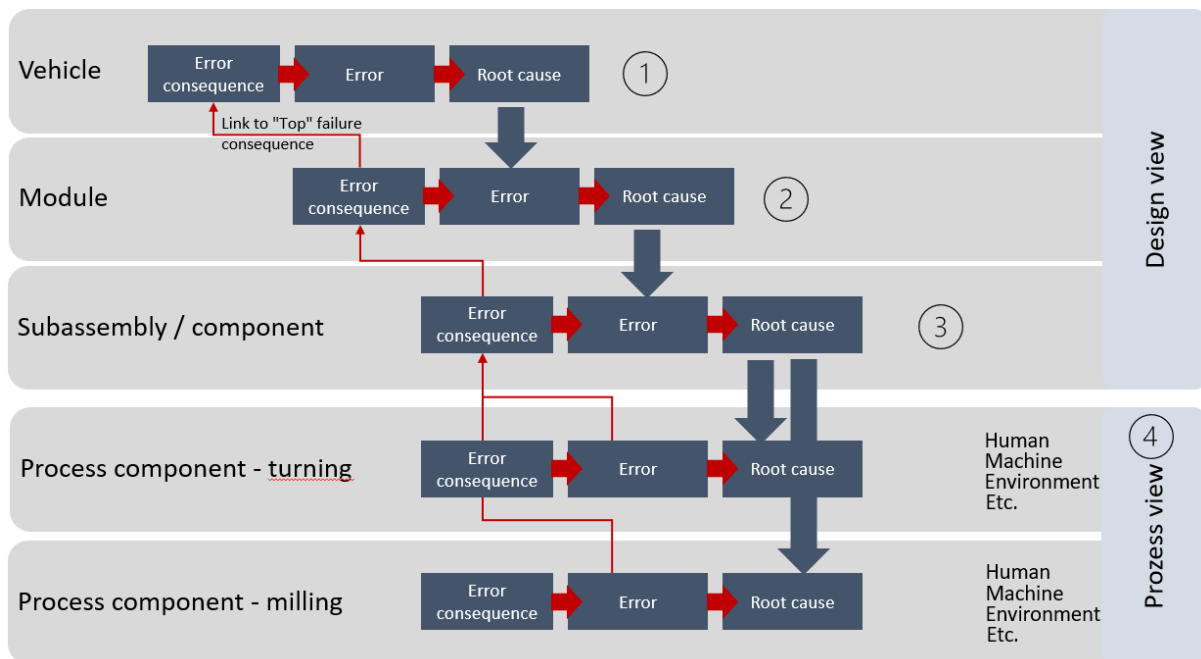 Vehicle
Error
consequence
Error
Root cause
1
Link to "Top" failure
consequence
Module
Error
consequence
Error
Root cause
2
Design view
Subassembly / component
Error
consequence
Error
Root cause
3
Process component - turning
Error
consequence
Error
Root cause
Human
Machine
Environment
Etc.
4
Prozess view
Process component - milling
Error
consequence
Error
Root cause
Human
Machine
Environment
Etc.